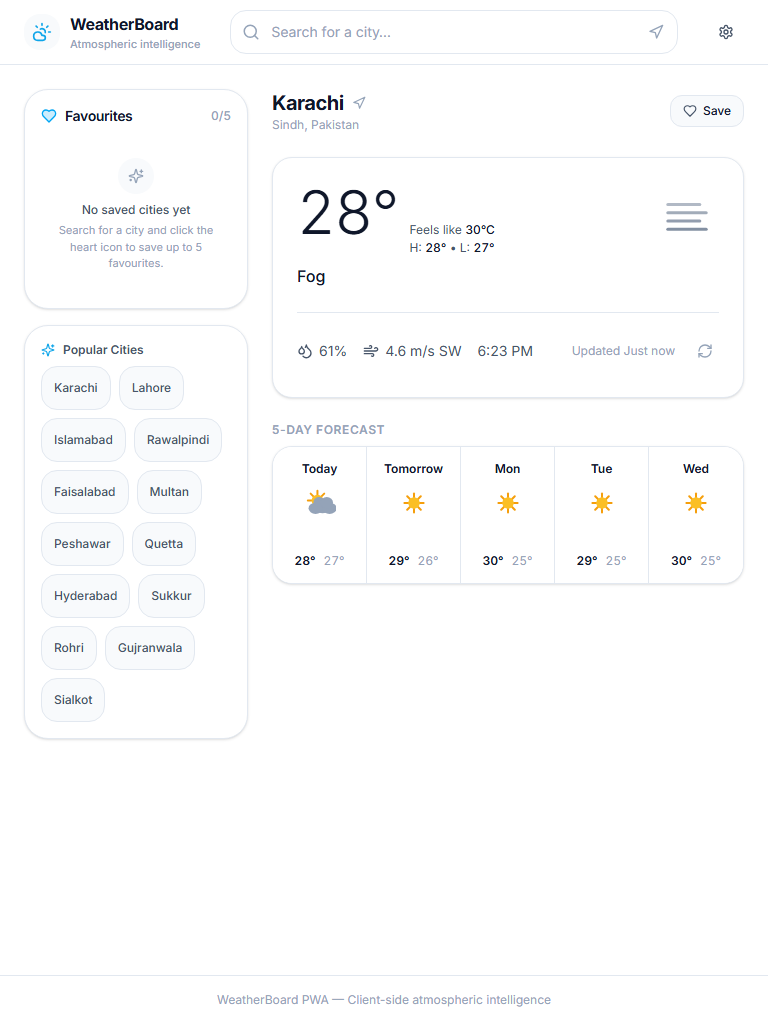 WeatherBoard
Atmospheric intelligence
Search for a city...
Favourites 0/5
No saved cities yet
Search for a city and click the
heart icon to save up to 5
favourites.
Popular Cities
Karachi Lahore
Islamabad Rawalpindi
Faisalabad Multan
Peshawar Quetta
Hyderabad Sukkur
Rohri Gujranwala
Sialkot
Karachi
Sindh, Pakistan
Save
28°
Feels like 30°C
H: 28° • L: 27°
Fog
61% 4.6 m/s SW 6:23 PM Updated Just now
5-DAY FORECAST
Today Tomorrow Mon Tue Wed
28° 27° 29° 26° 30° 25° 29° 25° 30° 25°
WeatherBoard PWA — Client-side atmospheric intelligence